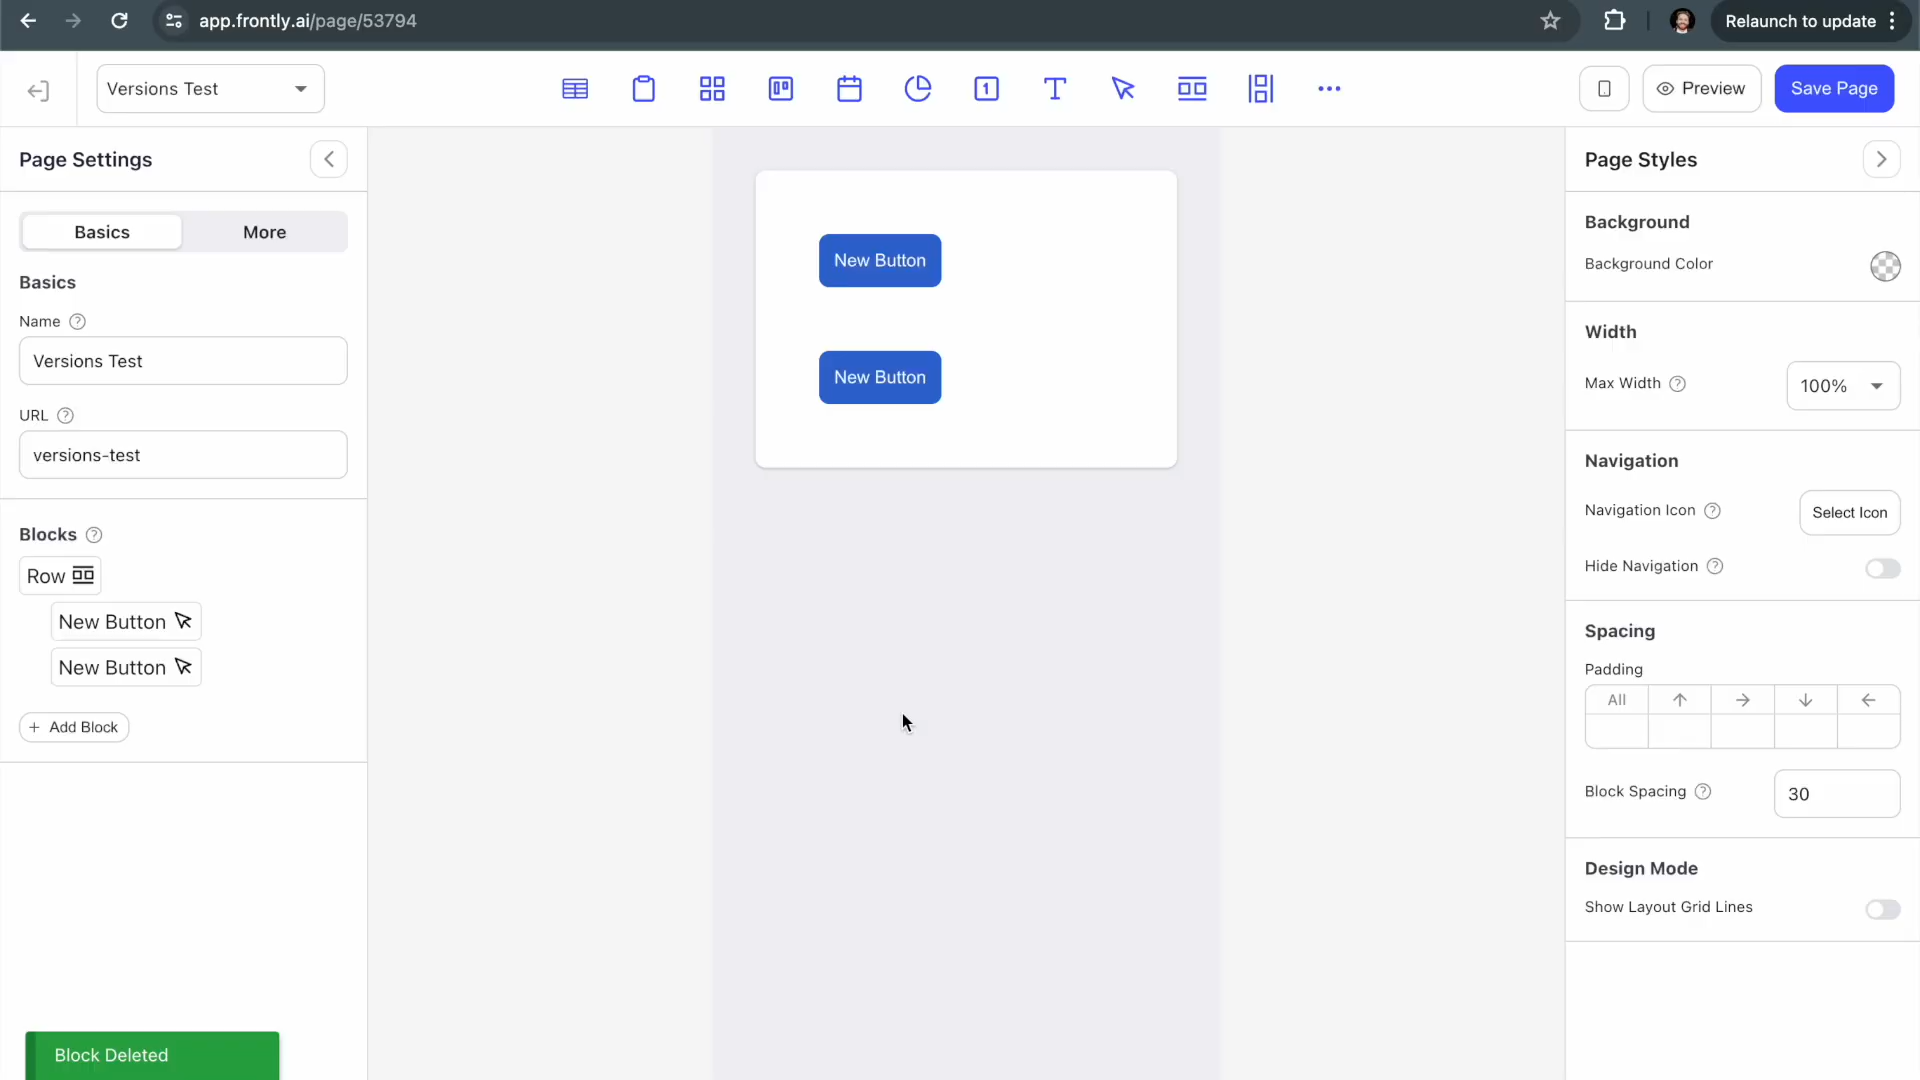 app.frontly.ai/page/53794
Relaunch to update
Versions Test
1
Preview
Save Page
Page Settings
Basics
More
Basics
Name ?
Versions Test
URL ?
versions-test
Blocks ?
Row
New Button
New Button
+ Add Block
Block Deleted
New Button
New Button
Page Styles
Background
Background Color
Width
Max Width ?
100%
Navigation
Navigation Icon ?
Select Icon
Hide Navigation ?
Spacing
Padding
All ↑ → ↓ ←
Block Spacing ?
30
Design Mode
Show Layout Grid Lines